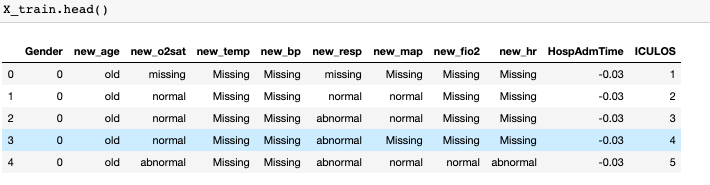 X_train.head()
Gender new_age new_o2sat new_temp new_bp new_resp new_map new_fio2 new_hr HospAdmTime ICULOS
0 0 old missing Missing Missing missing Missing Missing Missing -0.03 1
1 0 old normal Missing Missing normal normal Missing Missing -0.03 2
2 0 old normal Missing Missing abnormal normal Missing Missing -0.03 3
3 0 old normal Missing Missing abnormal Missing Missing Missing -0.03 4
4 0 old abnormal Missing Missing abnormal normal normal abnormal -0.03 5